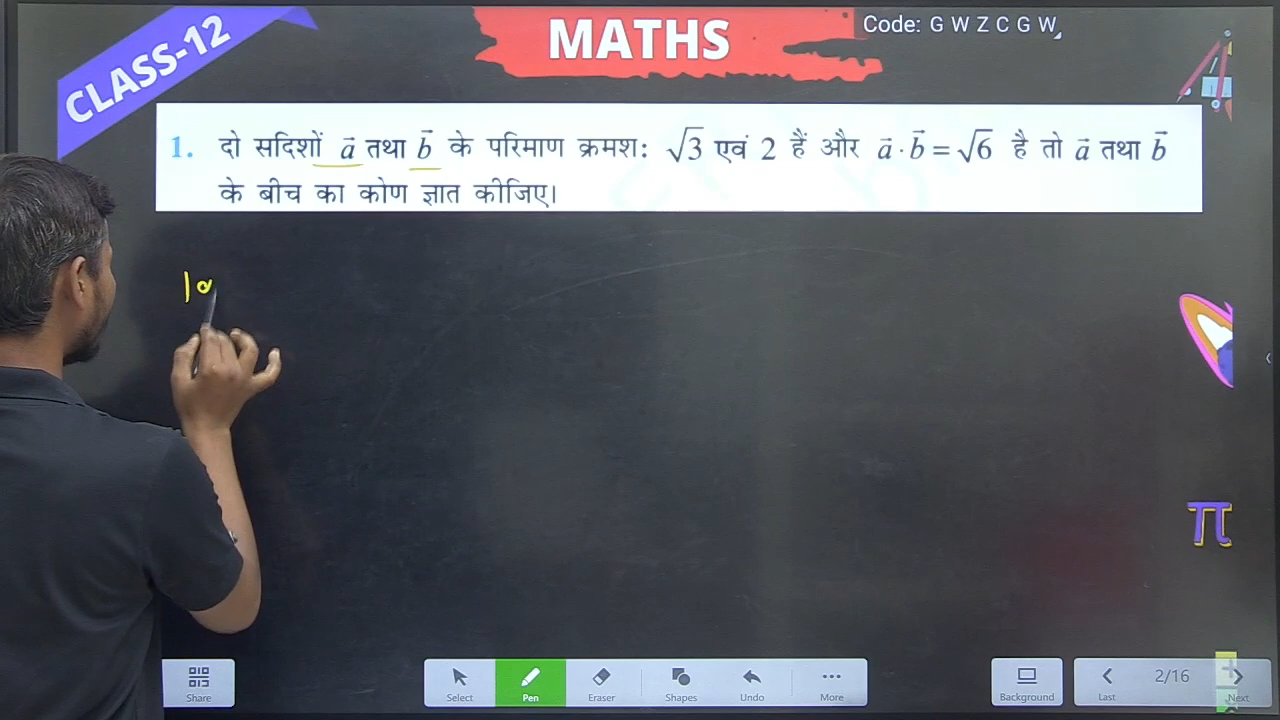 CLASS-12
MATHS
Code: G W Z C G W
1. दो सदिशों a⃗ तथा b⃗ के परिमाण क्रमश: √3 एवं 2 हैं और a⃗ · b⃗ = √6 है तो a⃗ तथा b⃗
के बीच का कोण ज्ञात कीजिए।
|a
π
Share
Select Pen Eraser Shapes Undo More
Background
Last 2/16 Next